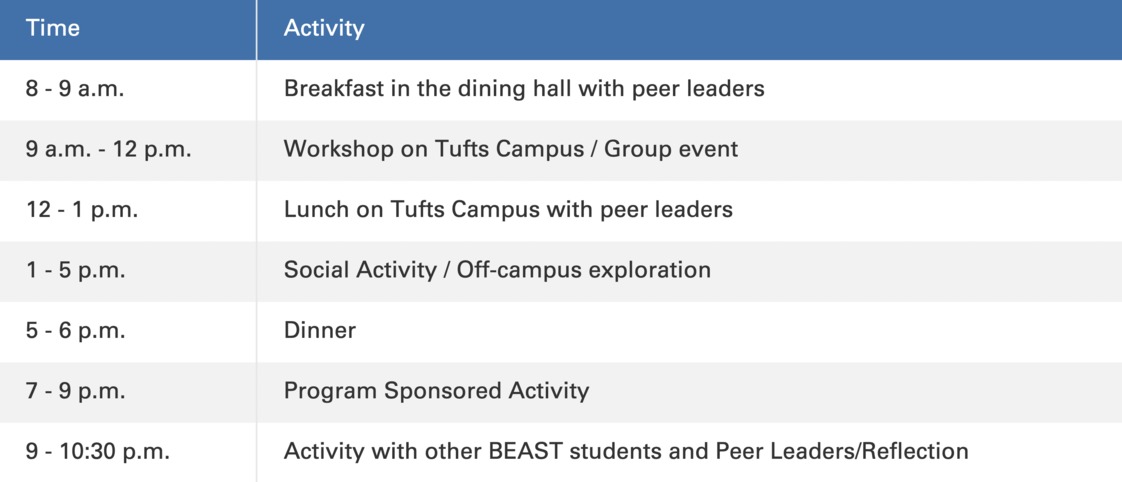 Time Activity
8 - 9 a.m. Breakfast in the dining hall with peer leaders
9 a.m. - 12 p.m. Workshop on Tufts Campus / Group event
12 - 1 p.m. Lunch on Tufts Campus with peer leaders
1 - 5 p.m. Social Activity / Off-campus exploration
5 - 6 p.m. Dinner
7 - 9 p.m. Program Sponsored Activity
9 - 10:30 p.m. Activity with other BEAST students and Peer Leaders/Reflection